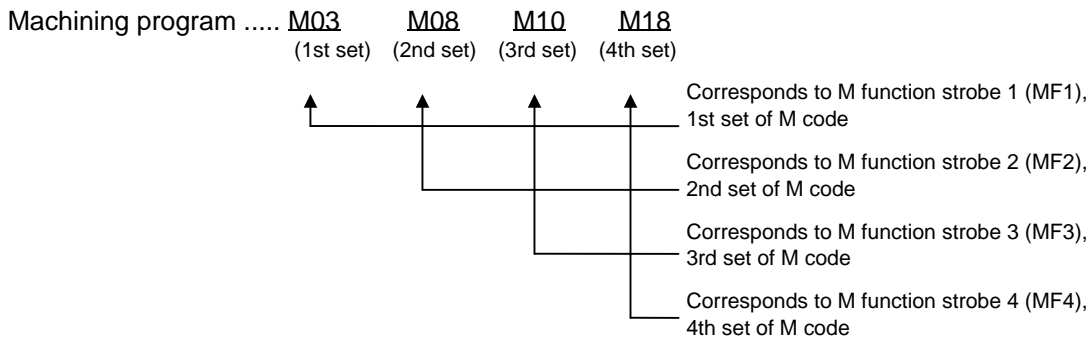 Machining program ..... M03 M08 M10 M18
(1st set) (2nd set) (3rd set) (4th set)
Corresponds to M function strobe 1 (MF1),
1st set of M code
Corresponds to M function strobe 2 (MF2),
2nd set of M code
Corresponds to M function strobe 3 (MF3),
3rd set of M code
Corresponds to M function strobe 4 (MF4),
4th set of M code